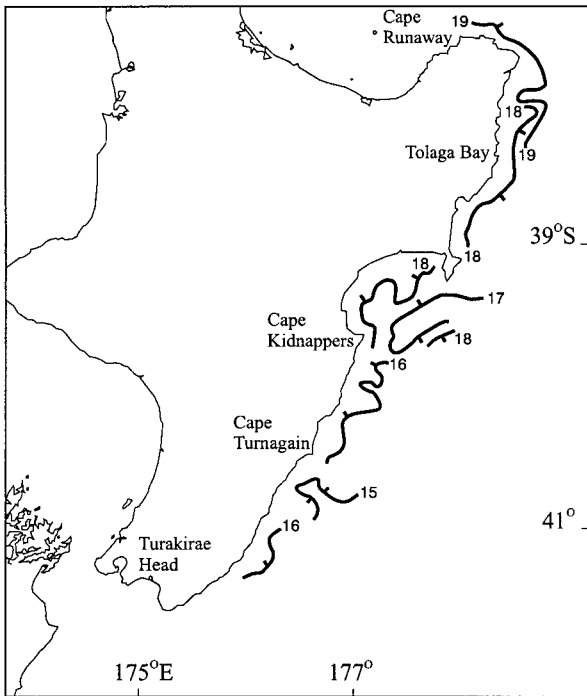 19
Cape
Runaway
18
Tolaga Bay
19
39°S
18
18
17
Cape
Kidnappers
18
16
Cape
Turnagain
15
16
41°
Turakirae
Head
175°E
177°